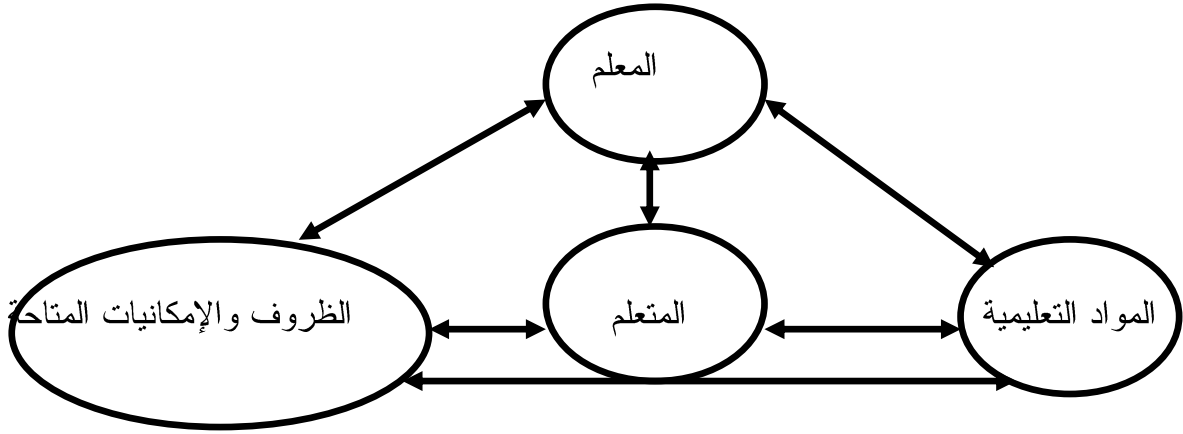 المعلم
المواد التعليمية
المتعلم
الظروف والإمكانيات المتاحة